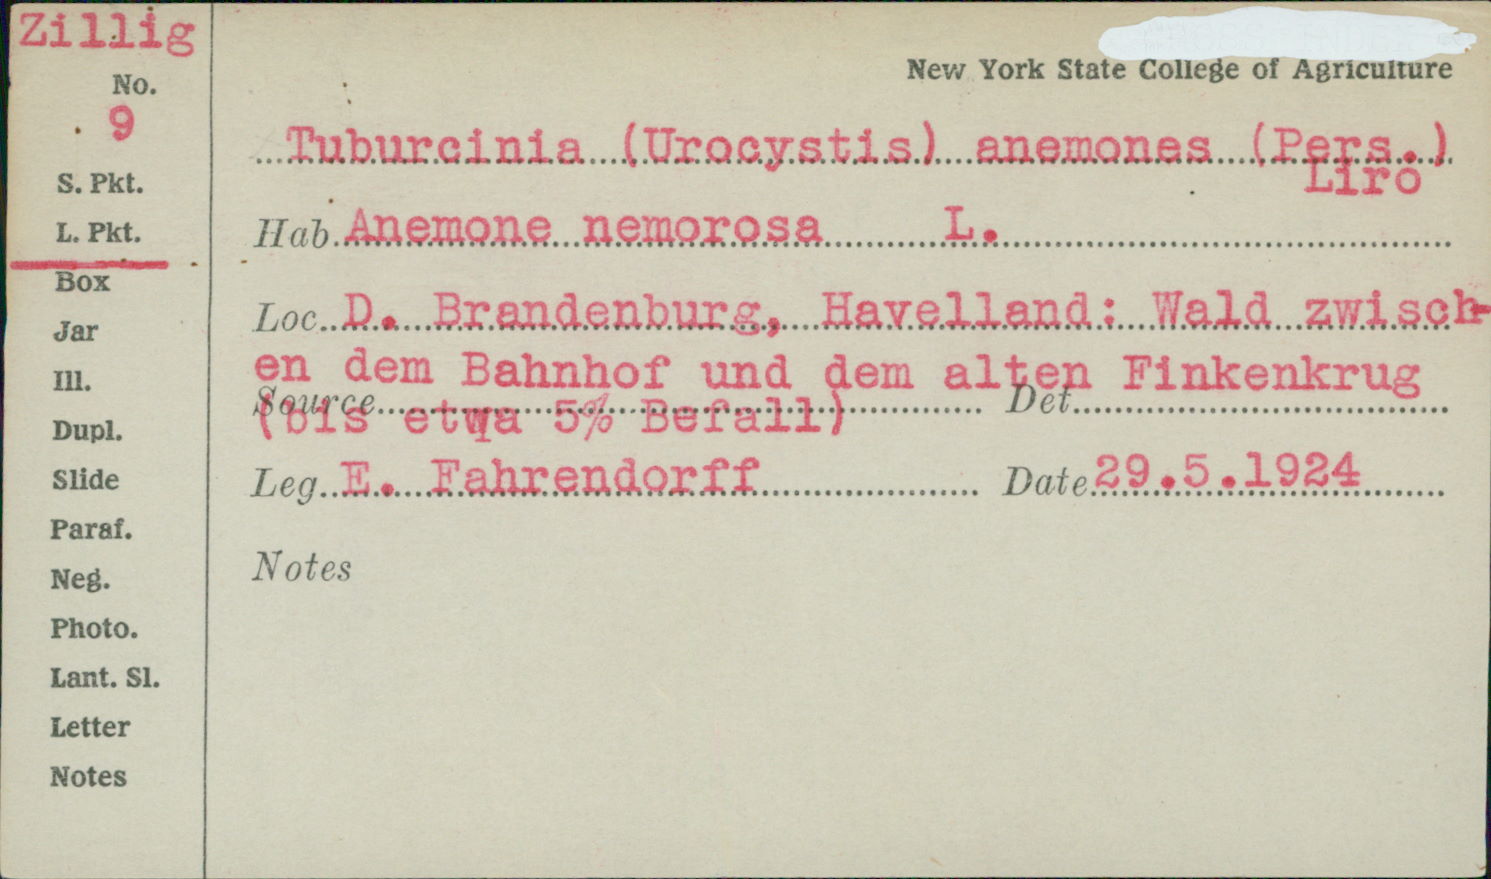 Zillig
No.
9
S. Pkt.
L. Pkt.
Box
Jar
Ill.
Dupl.
Slide
Paraf.
Neg.
Photo.
Lant. Sl.
Letter
Notes
New York State College of Agriculture
Tuburcinia (Urocystis) anemones (Pers.)
Liro
Hab. Anemone nemorosa L.
Loc. D. Brandenburg, Havelland: Wald zwisch-
en dem Bahnhof und dem alten Finkenkrug
Source Det.
(bis etwa 5% Befall)
Leg. E. Fahrendorff Date 29.5.1924
Notes